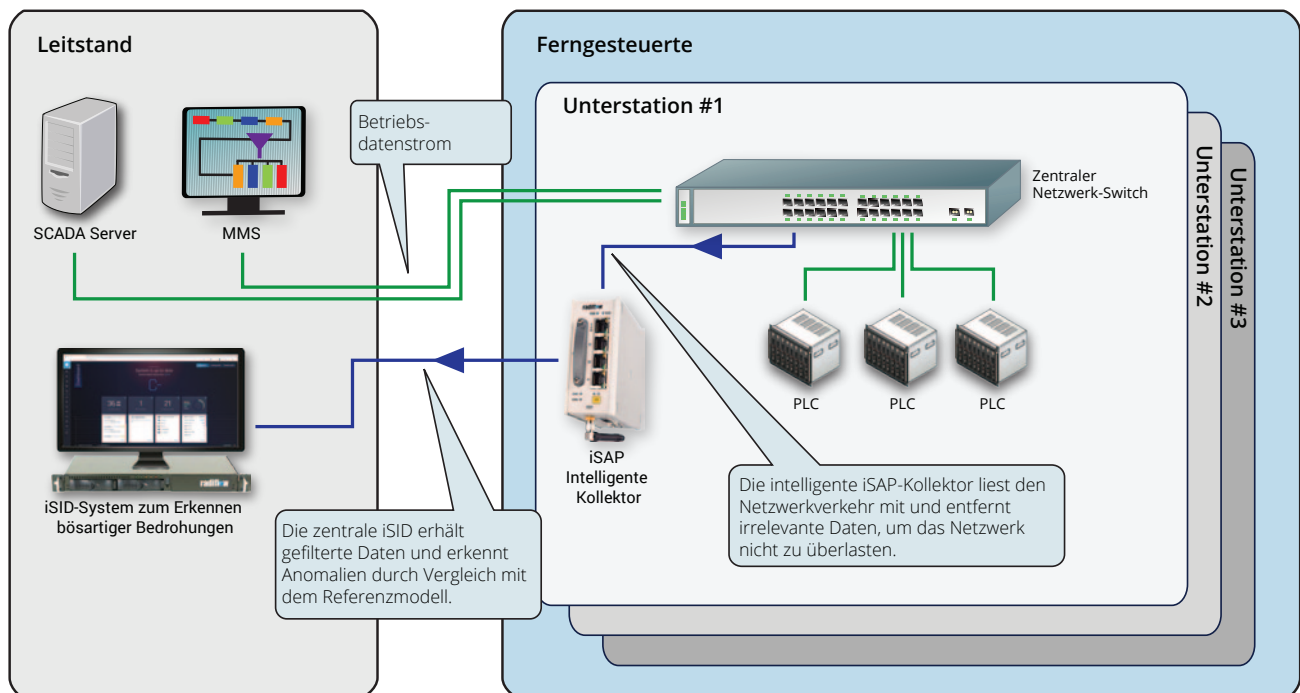 Leitstand
SCADA Server
MMS
Betriebs-
datenstrom
iSID-System zum Erkennen
bösartiger Bedrohungen
Die zentrale iSID erhält
gefilterte Daten und erkennt
Anomalien durch Vergleich mit
dem Referenzmodell.
Ferngesteuerte
Unterstation #1
Zentraler
Netzwerk-Switch
PLC
PLC
PLC
iSAP
Intelligente
Kollektor
Die intelligente iSAP-Kollektor liest den
Netzwerkverkehr mit und entfernt
irrelevante Daten, um das Netzwerk
nicht zu überlasten.
Unterstation #2
Unterstation #3
radiflow
radiflow